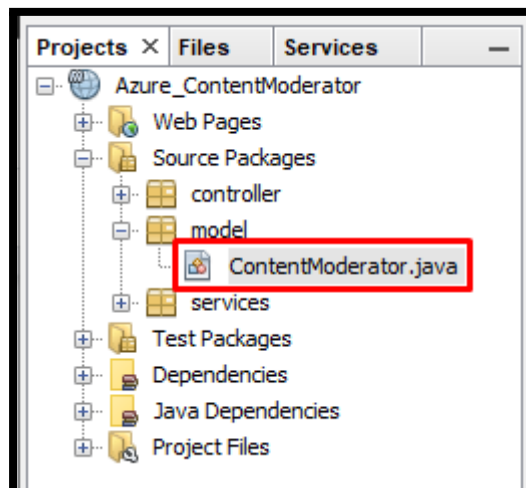 Projects Files Services
Azure_ContentModerator
Web Pages
Source Packages
controller
model
ContentModerator.java
services
Test Packages
Dependencies
Java Dependencies
Project Files